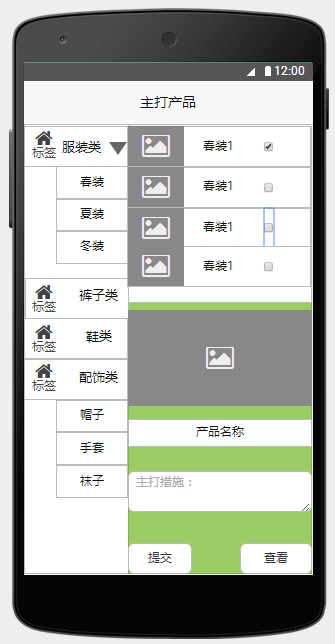 12:00
主打产品
标签 服装类
春装
夏装
冬装
标签 裤子类
标签 鞋类
标签 配饰类
帽子
手套
袜子
春装1
春装1
春装1
春装1
产品名称
主打措施：
提交 查看